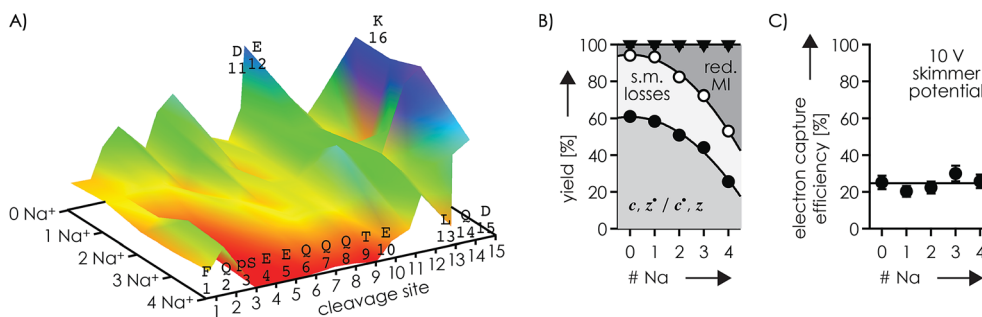 A)
K
16
D E
11 12
0 Na⁺
1 Na⁺
2 Na⁺
3 Na⁺
4 Na⁺
F Q pS E E Q Q Q T E
1 2 3 4 5 6 7 8 9 10
L Q D
13 14 15
1 2 3 4 5 6 7 8 9 10 11 12 13 14 15
cleavage site
B)
100
80
60
40
20
0
yield [%]
s.m.
losses
red.
MI
c, z• / c•, z
0 1 2 3 4
# Na
C)
100
80
60
40
20
0
electron capture
efficiency [%]
10 V
skimmer
potential
0 1 2 3 4
# Na